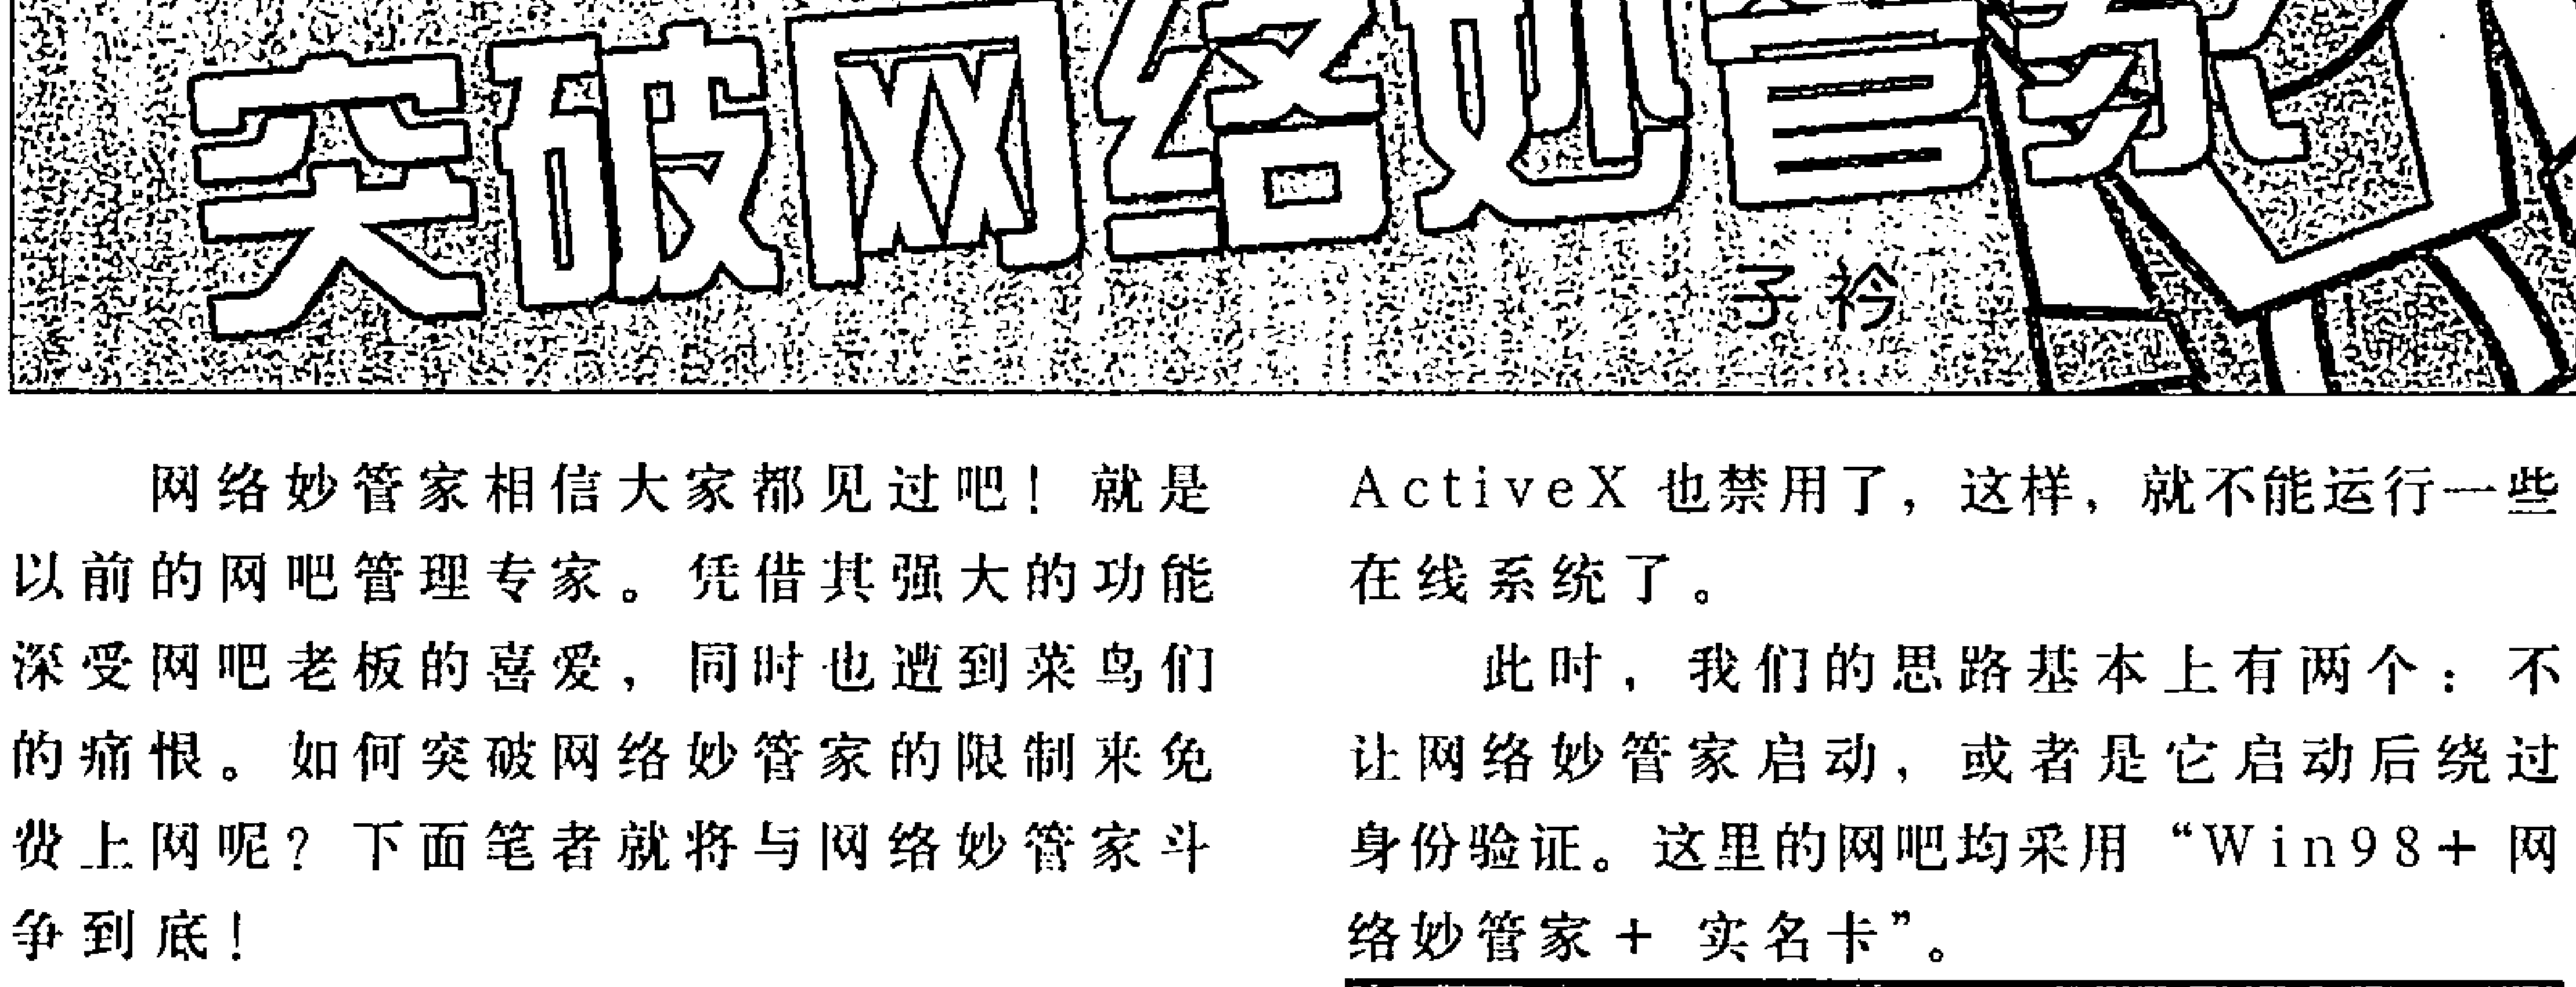 突破网络妙管家
子衿
网络妙管家相信大家都见过吧！就是
以前的网吧管理专家。凭借其强大的功能
深受网吧老板的喜爱，同时也遭到菜鸟们
的痛恨。如何突破网络妙管家的限制来免
费上网呢？下面笔者就将与网络妙管家斗
争到底！
ActiveX 也禁用了，这样，就不能运行一些
在线系统了。
此时，我们的思路基本上有两个：不
让网络妙管家启动，或者是它启动后绕过
身份验证。这里的网吧均采用“Win98+ 网
络妙管家+ 实名卡”。